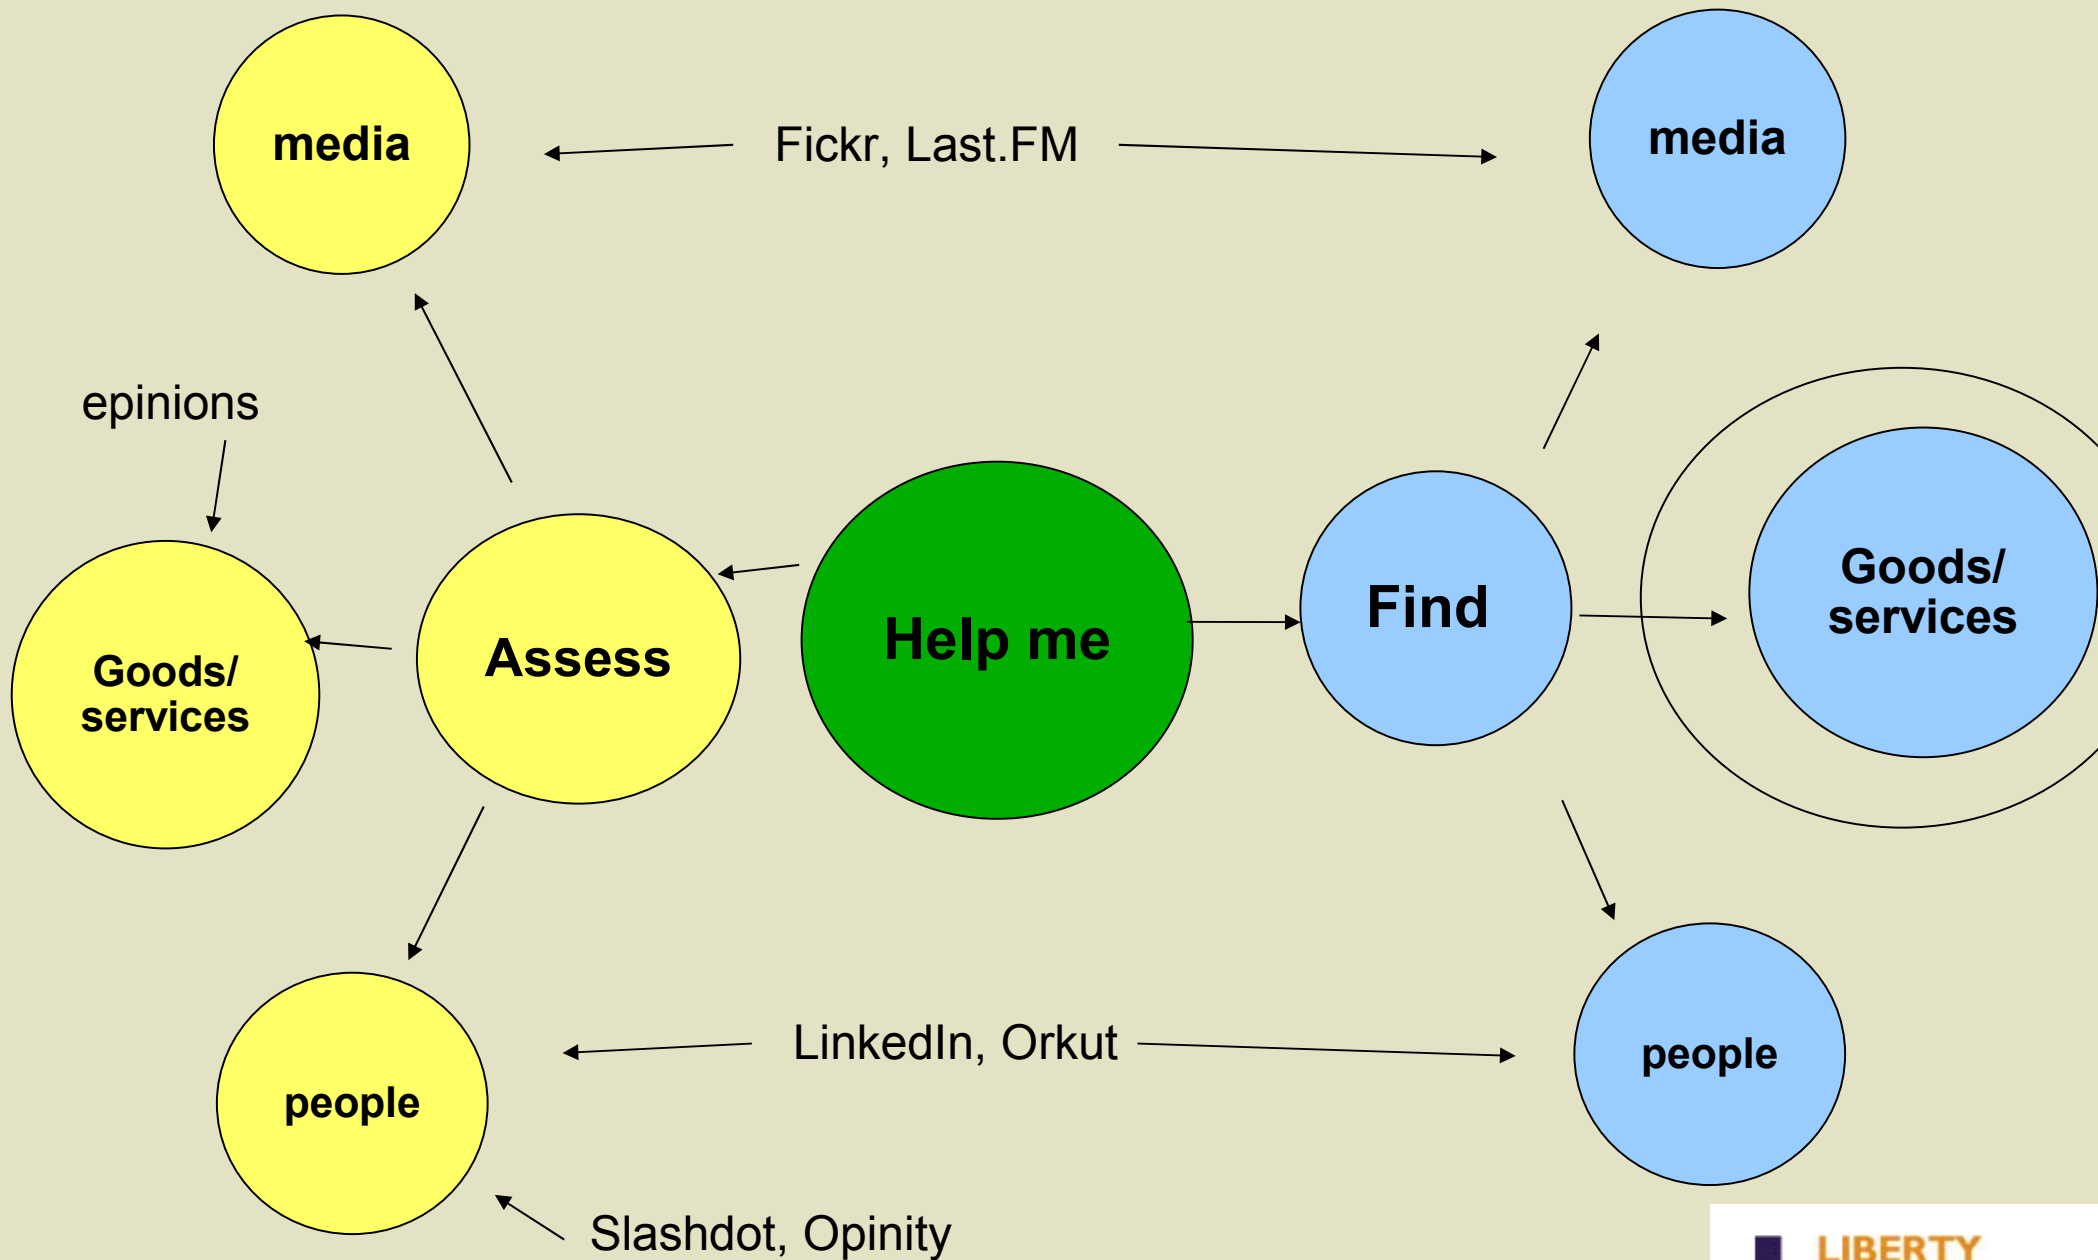 media
Fickr, Last.FM
media
epinions
Goods/
services
Assess
Help me
Find
Goods/
services
people
LinkedIn, Orkut
people
Slashdot, Opinity
LIBERTY